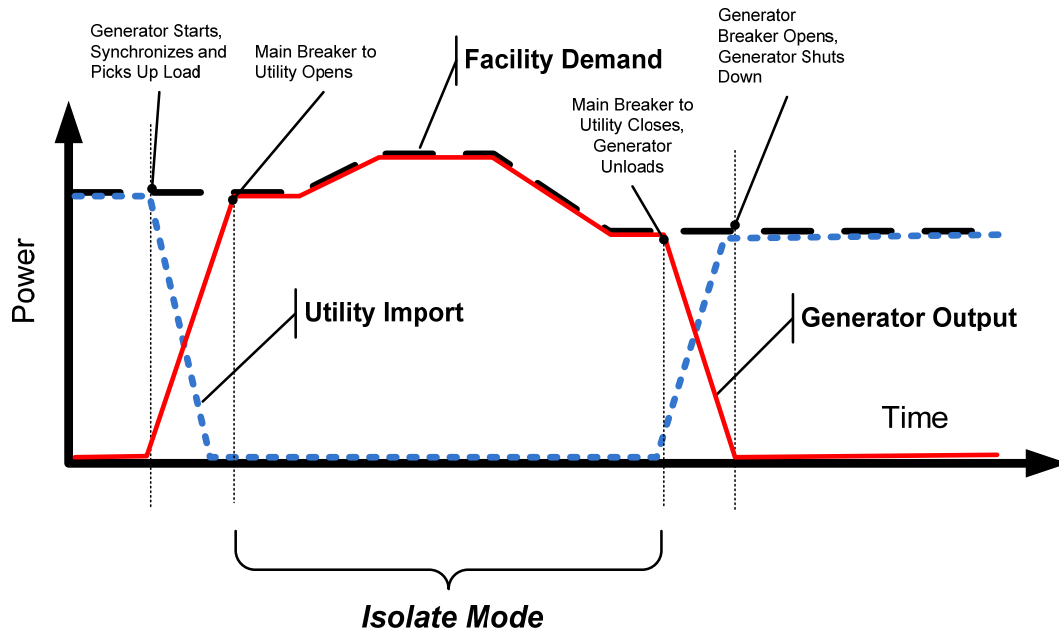 Generator Starts,
Synchronizes and
Picks Up Load
Main Breaker to
Utility Opens
Facility Demand
Generator
Breaker Opens,
Generator Shuts
Down
Main Breaker to
Utility Closes,
Generator
Unloads
Power
Utility Import
Generator Output
Time
Isolate Mode